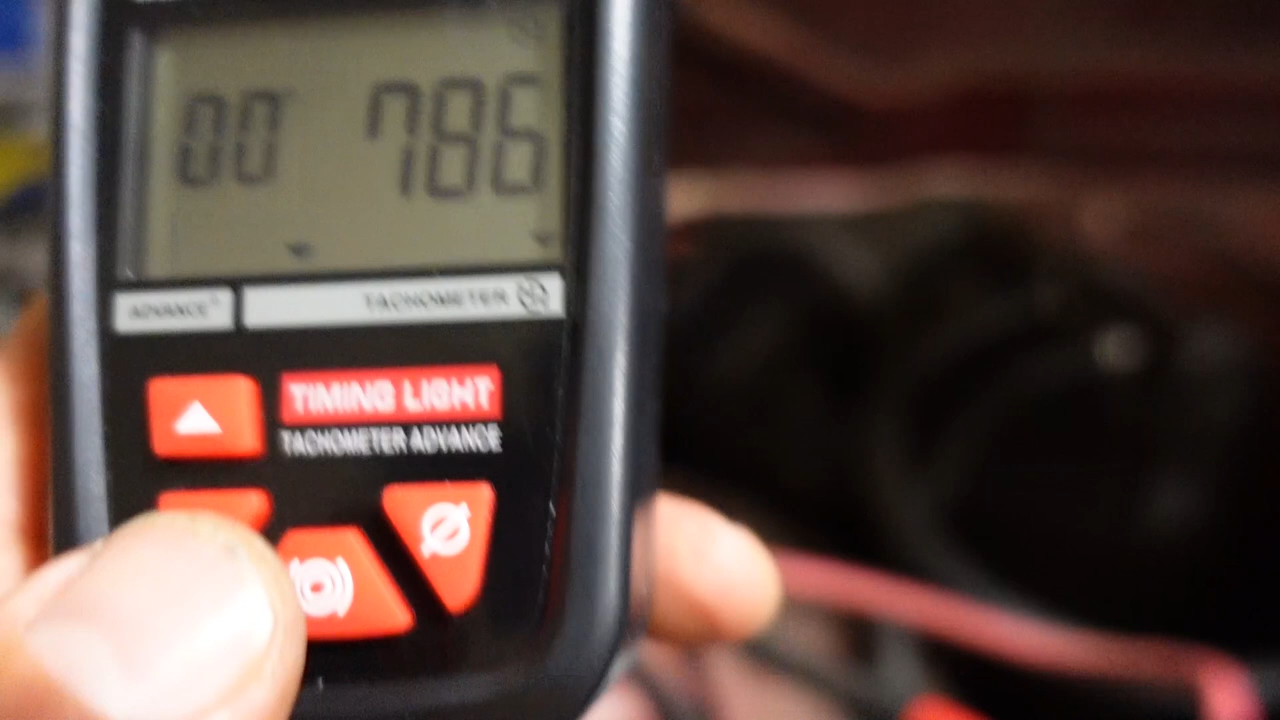 00 786
ADVANCE° TACHOMETER
TIMING LIGHT
TACHOMETER ADVANCE